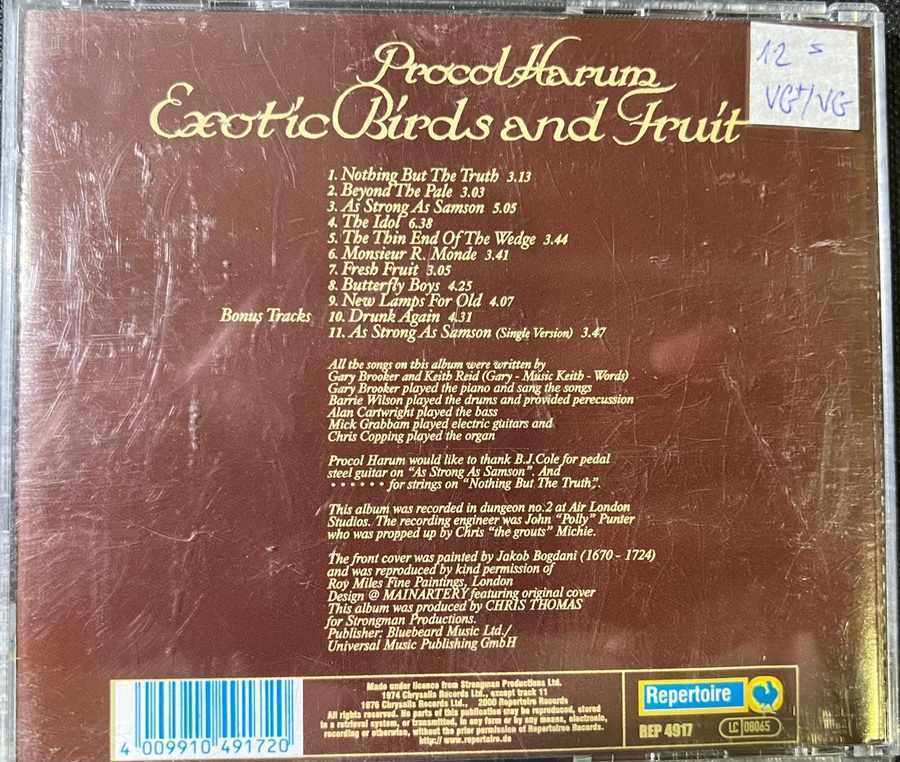 Procol Harum
Exotic Birds and Fruit
12 s
VG+/VG
1. Nothing But The Truth 3.13
2. Beyond The Pale 3.03
3. As Strong As Samson 5.05
4. The Idol 6.38
5. The Thin End Of The Wedge 3.44
6. Monsieur R. Monde 3.41
7. Fresh Fruit 3.05
8. Butterfly Boys 4.25
9. New Lamps For Old 4.07
Bonus Tracks 10. Drunk Again 4.31
11. As Strong As Samson (Single Version) 3.47
All the songs on this album were written by
Gary Brooker and Keith Reid (Gary - Music Keith - Words)
Gary Brooker played the piano and sang the songs
Barrie Wilson played the drums and provided perecussion
Alan Cartwright played the bass
Mick Grabbam played electric guitars and
Chris Copping played the organ
Procol Harum would like to thank B.J.Cole for pedal
steel guitar on "As Strong As Samson". And
· · · · · · for strings on "Nothing But The Truth".
This album was recorded in dungeon no.2 at Air London
Studios. The recording engineer was John "Polly" Punter
who was propped up by Chris "the grouts" Michie.
The front cover was painted by Jakob Bogdani (1670 - 1724)
and was reproduced by kind permission of
Roy Miles Fine Paintings, London
Design @ MAINARTERY featuring original cover
This album was produced by CHRIS THOMAS
for Strongman Productions.
Publisher: Bluebeard Music Ltd./
Universal Music Publishing GmbH
Made under licence from Strongman Productions Ltd.
1974 Chrysalis Records Ltd., except track 11
1976 Chrysalis Records Ltd., 2000 Repertoire Records
All rights reserved. No parts of this publication may be reproduced, stored
in a retrieval system, or transmitted, in any form or by any means, electronic,
recording or otherwise, without the prior permission of Repertoiree Records.
http://www.repertoire.de
Repertoire
REP 4917
LC 08065
4 009910 491720